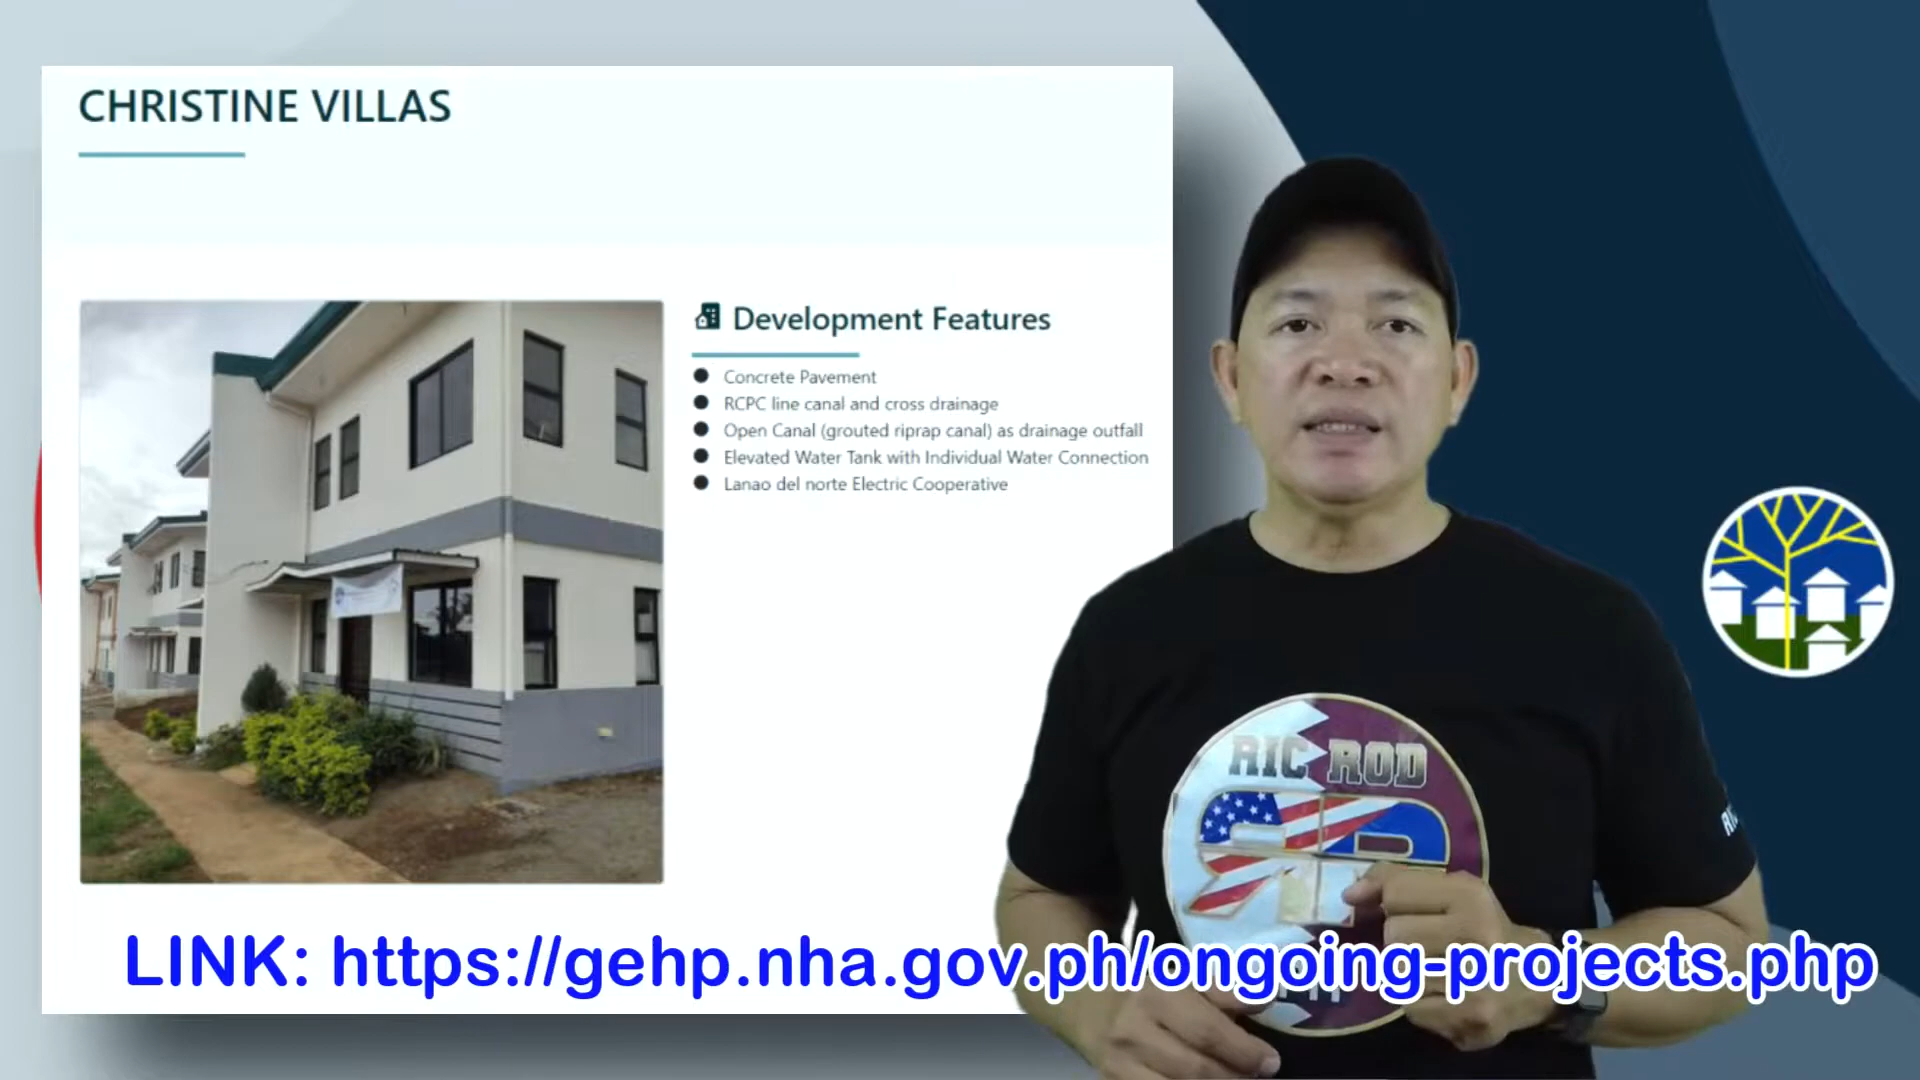 CHRISTINE VILLAS
Development Features
Concrete Pavement
RCPC line canal and cross drainage
Open Canal (grouted riprap canal) as drainage outfall
Elevated Water Tank with Individual Water Connection
Lanao del norte Electric Cooperative
RIC ROD
RR
LINK: https://gehp.nha.gov.ph/ongoing-projects.php